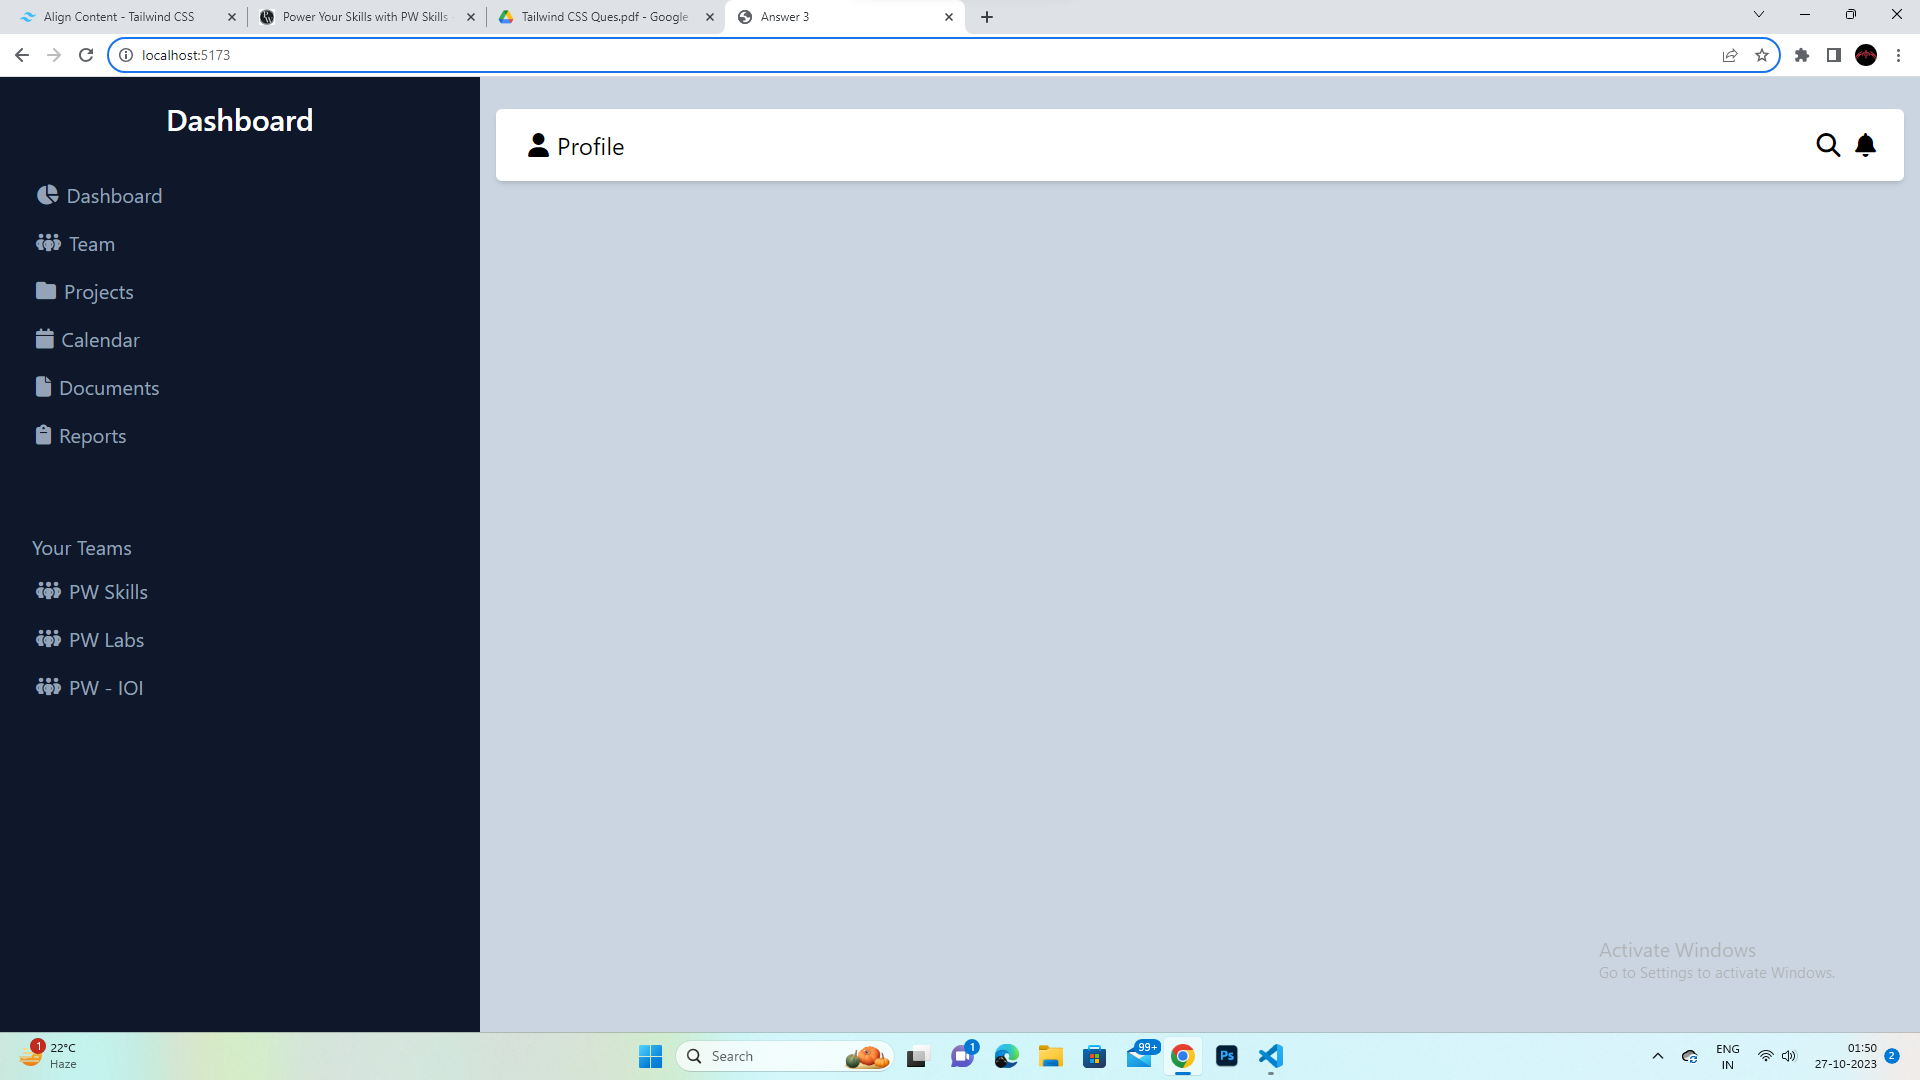 Align Content - Tailwind CSS
Power Your Skills with PW Skills
Tailwind CSS Ques.pdf - Google
Answer 3
localhost:5173
Dashboard
Profile
Dashboard
Team
Projects
Calendar
Documents
Reports
Your Teams
PW Skills
PW Labs
PW - IOI
Activate Windows
Go to Settings to activate Windows.
1
22°C
Haze
Search
1
99+
Ps
ENG
IN
01:50
27-10-2023
2